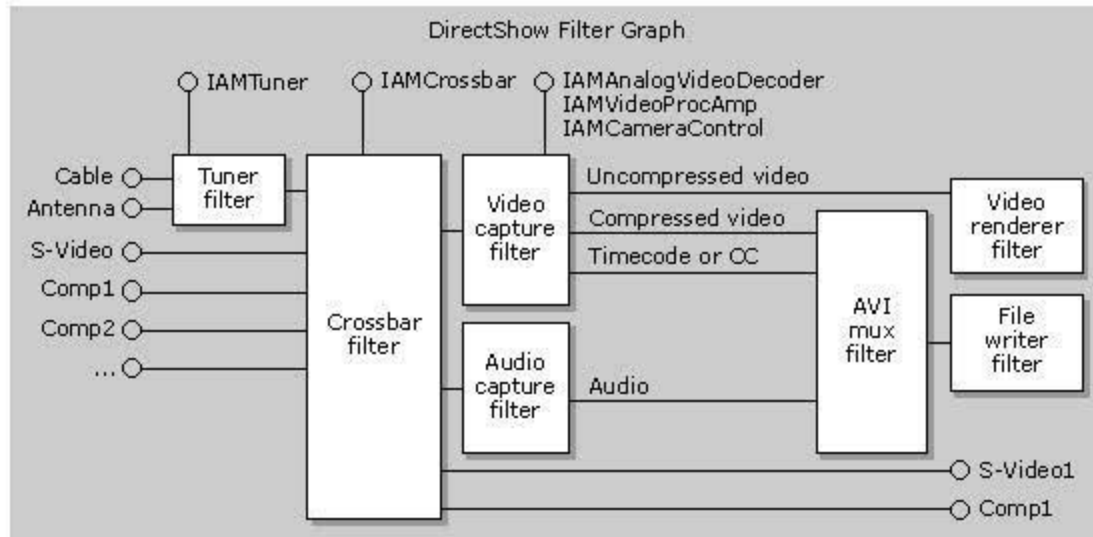 DirectShow Filter Graph
IAMTuner
IAMCrossbar
IAMAnalogVideoDecoder
IAMVideoProcAmp
IAMCameraControl
Cable
Antenna
S-Video
Comp1
Comp2
...
Tuner
filter
Crossbar
filter
Video
capture
filter
Audio
capture
filter
Uncompressed video
Compressed video
Timecode or CC
Audio
AVI
mux
filter
Video
renderer
filter
File
writer
filter
S-Video1
Comp1